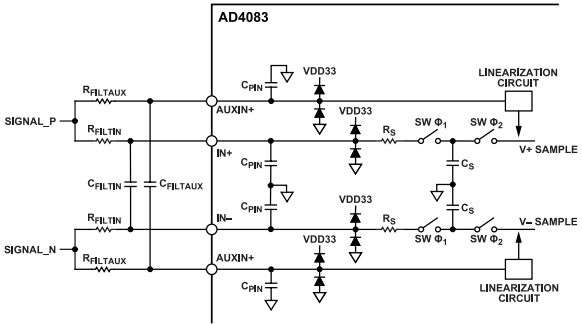 AD4083
VDD33
LINEARIZATION
CIRCUIT
CPIN
RFILTAUX
AUXIN+
VDD33
SIGNAL_P
RFILTIN
RS
SW Φ1
SW Φ2
IN+
V+ SAMPLE
CPIN
CS
CFILTIN
CFILTAUX
CPIN
CS
RFILTIN
IN–
RS
V– SAMPLE
VDD33
SW Φ1
SW Φ2
SIGNAL_N
RFILTAUX
AUXIN+
VDD33
CPIN
LINEARIZATION
CIRCUIT